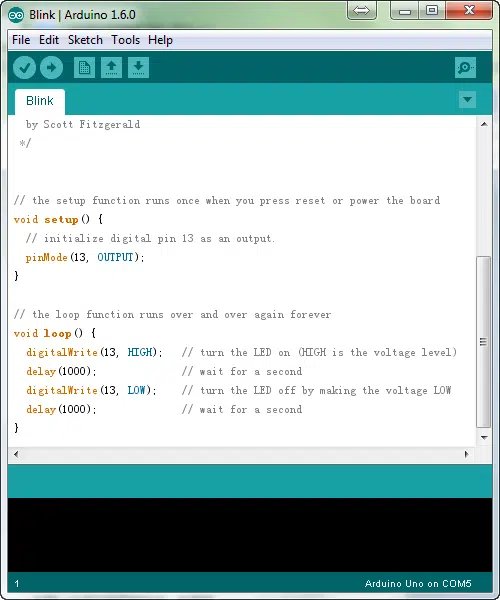 Blink | Arduino 1.6.0
File Edit Sketch Tools Help
Blink
by Scott Fitzgerald
*/
// the setup function runs once when you press reset or power the board
void setup() {
// initialize digital pin 13 as an output.
pinMode(13, OUTPUT);
}
// the loop function runs over and over again forever
void loop() {
digitalWrite(13, HIGH);   // turn the LED on (HIGH is the voltage level)
delay(1000);              // wait for a second
digitalWrite(13, LOW);    // turn the LED off by making the voltage LOW
delay(1000);              // wait for a second
}
1 Arduino Uno on COM5